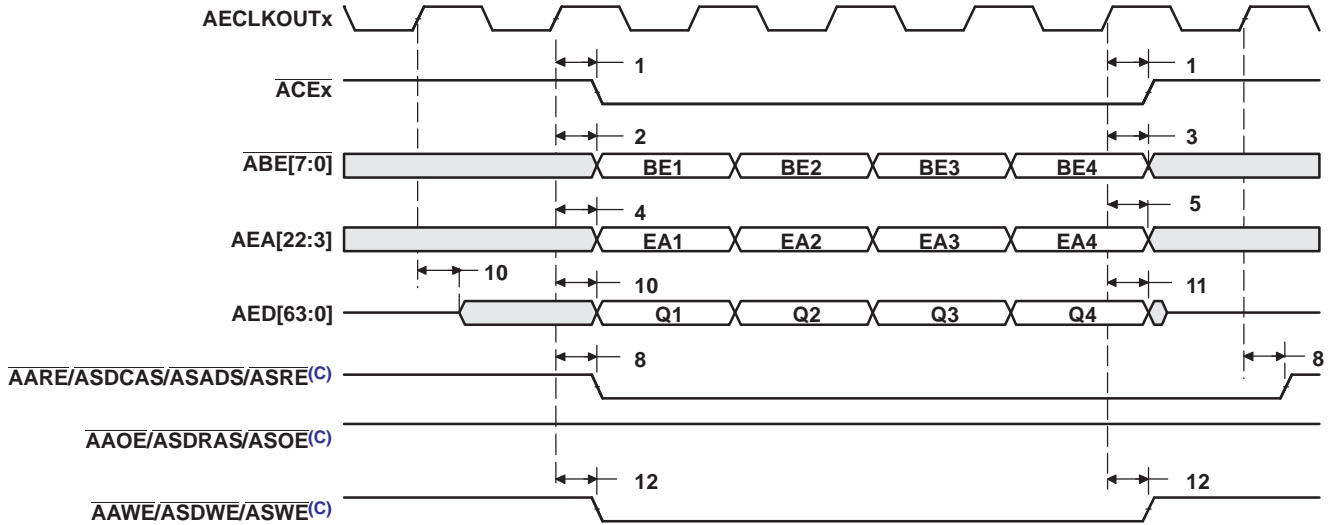 AECLKOUTx
1 1
ACEx
2 3
ABE[7:0] BE1 BE2 BE3 BE4
4 5
AEA[22:3] EA1 EA2 EA3 EA4
10
10 11
AED[63:0] Q1 Q2 Q3 Q4
8 8
AARE/ASDCAS/ASADS/ASRE(C)
AAOE/ASDRAS/ASOE(C)
12 12
AAWE/ASDWE/ASWE(C)